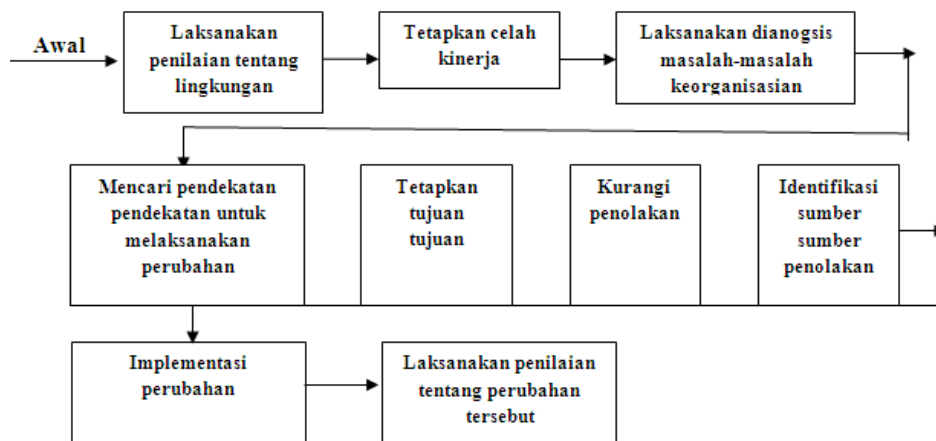 Awal
Laksanakan
penilaian tentang
lingkungan
Tetapkan celah
kinerja
Laksanakan dianogsis
masalah-masalah
keorganisasian
Mencari pendekatan
pendekatan untuk
melaksanakan
perubahan
Tetapkan
tujuan
tujuan
Kurangi
penolakan
Identifikasi
sumber
sumber
penolakan
Implementasi
perubahan
Laksanakan penilaian
tentang perubahan
tersebut